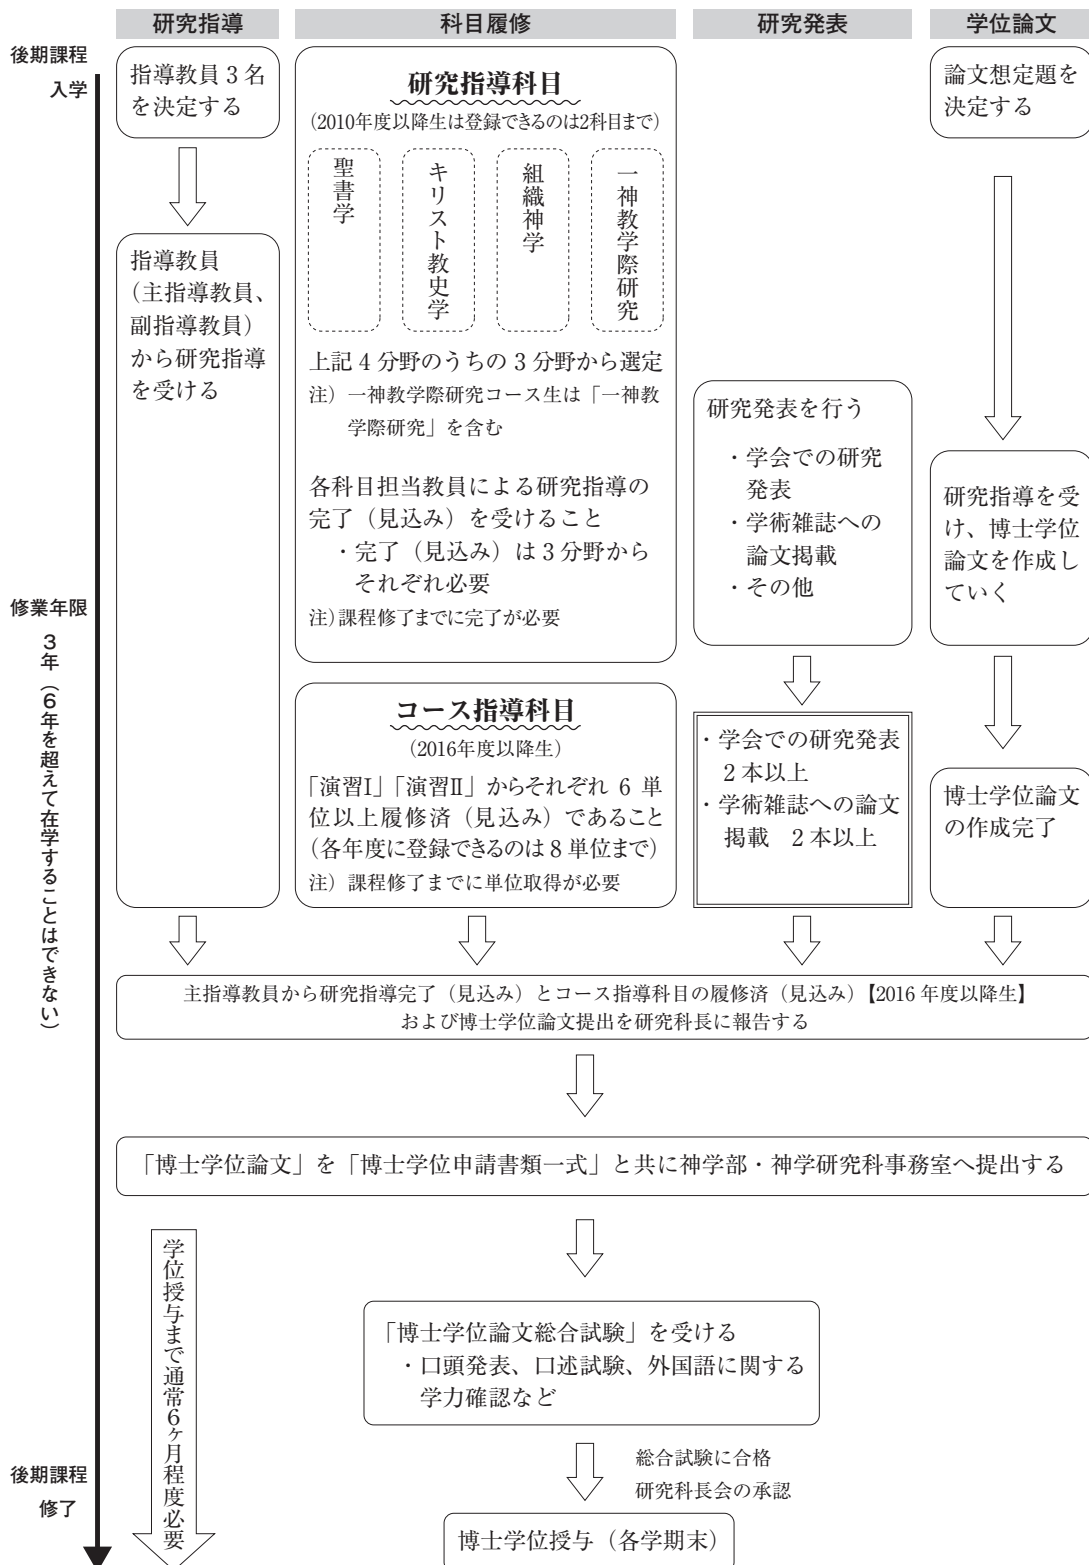 研究指導
科目履修
研究発表
学位論文
後期課程
入学
指導教員3名
を決定する
研究指導科目
(2010年度以降生は登録できるのは2科目まで)
聖書学
キリスト教史学
組織神学
一神教学際研究
論文想定題を
決定する
指導教員
(主指導教員、
副指導教員)
から研究指導
を受ける
上記4分野のうちの3分野から選定
注)一神教学際研究コース生は「一神教
学際研究」を含む
各科目担当教員による研究指導の
完了(見込み)を受けること
・完了(見込み)は3分野から
それぞれ必要
注)課程修了までに完了が必要
研究発表を行う
・学会での研究
発表
・学術雑誌への
論文掲載
・その他
研究指導を受
け、博士学位
論文を作成し
ていく
修業年限
3年(6年を超えて在学することはできない)
コース指導科目
(2016年度以降生)
「演習I」「演習II」からそれぞれ 6 単
位以上履修済(見込み)であること
(各年度に登録できるのは8単位まで)
注)課程修了までに単位取得が必要
・学会での研究発表
2本以上
・学術雑誌への論文
掲載 2本以上
博士学位論文
の作成完了
主指導教員から研究指導完了(見込み)とコース指導科目の履修済(見込み)【2016年度以降生】
および博士学位論文提出を研究科長に報告する
「博士学位論文」を「博士学位申請書類一式」と共に神学部・神学研究科事務室へ提出する
学位授与まで通常6ヶ月程度必要
「博士学位論文総合試験」を受ける
・口頭発表、口述試験、外国語に関する
学力確認など
総合試験に合格
研究科長会の承認
後期課程
修了
博士学位授与(各学期末)